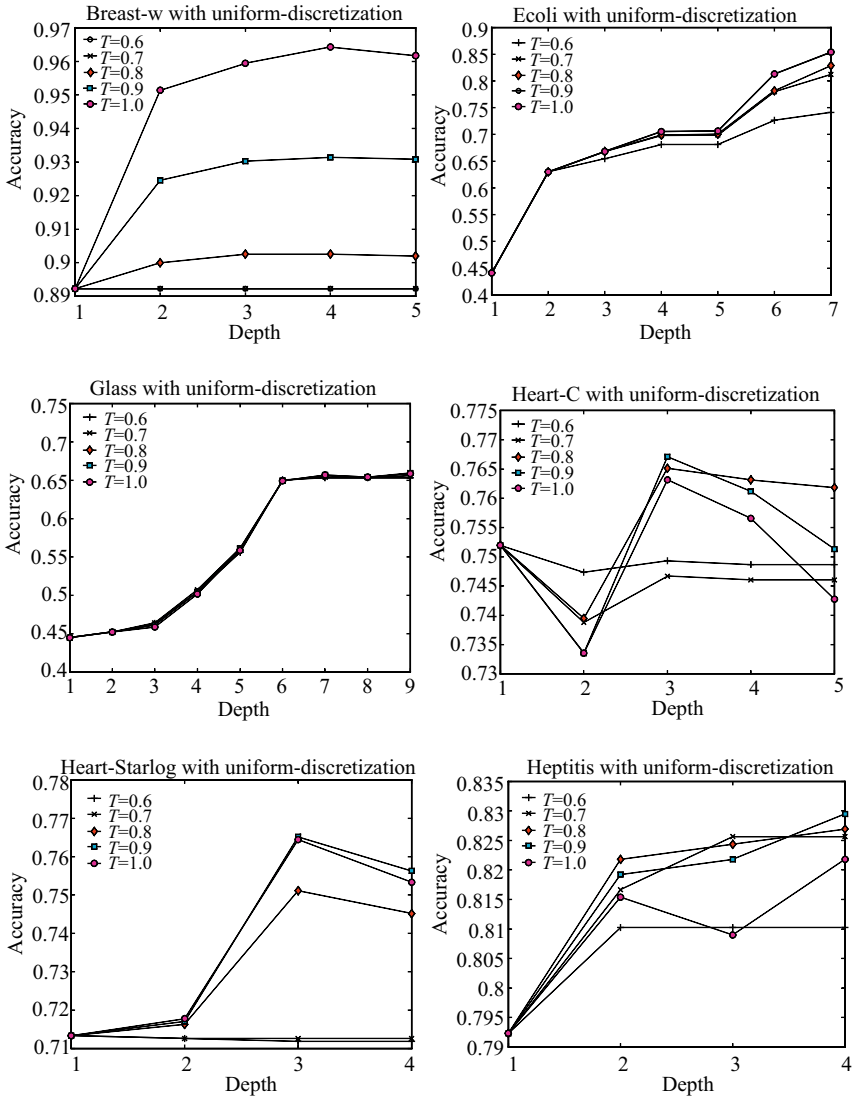 Breast-w with uniform-discretization
0.97
0.96
0.95
0.94
0.93
0.92
0.91
0.9
0.89
Accuracy
T=0.6
T=0.7
T=0.8
T=0.9
T=1.0
1 2 3 4 5
Depth
Ecoli with uniform-discretization
0.9
0.85
0.8
0.75
0.7
0.65
0.6
0.55
0.5
0.45
0.4
Accuracy
T=0.6
T=0.7
T=0.8
T=0.9
T=1.0
1 2 3 4 5 6 7
Depth
Glass with uniform-discretization
0.75
0.7
0.65
0.6
0.55
0.5
0.45
0.4
Accuracy
T=0.6
T=0.7
T=0.8
T=0.9
T=1.0
1 2 3 4 5 6 7 8 9
Depth
Heart-C with uniform-discretization
0.775
0.77
0.765
0.76
0.755
0.75
0.745
0.74
0.735
0.73
Accuracy
T=0.6
T=0.7
T=0.8
T=0.9
T=1.0
1 2 3 4 5
Depth
Heart-Starlog with uniform-discretization
0.78
0.77
0.76
0.75
0.74
0.73
0.72
0.71
Accuracy
T=0.6
T=0.7
T=0.8
T=0.9
T=1.0
1 2 3 4
Depth
Heptitis with uniform-discretization
0.835
0.83
0.825
0.82
0.815
0.81
0.805
0.8
0.795
0.79
Accuracy
T=0.6
T=0.7
T=0.8
T=0.9
T=1.0
1 2 3 4
Depth